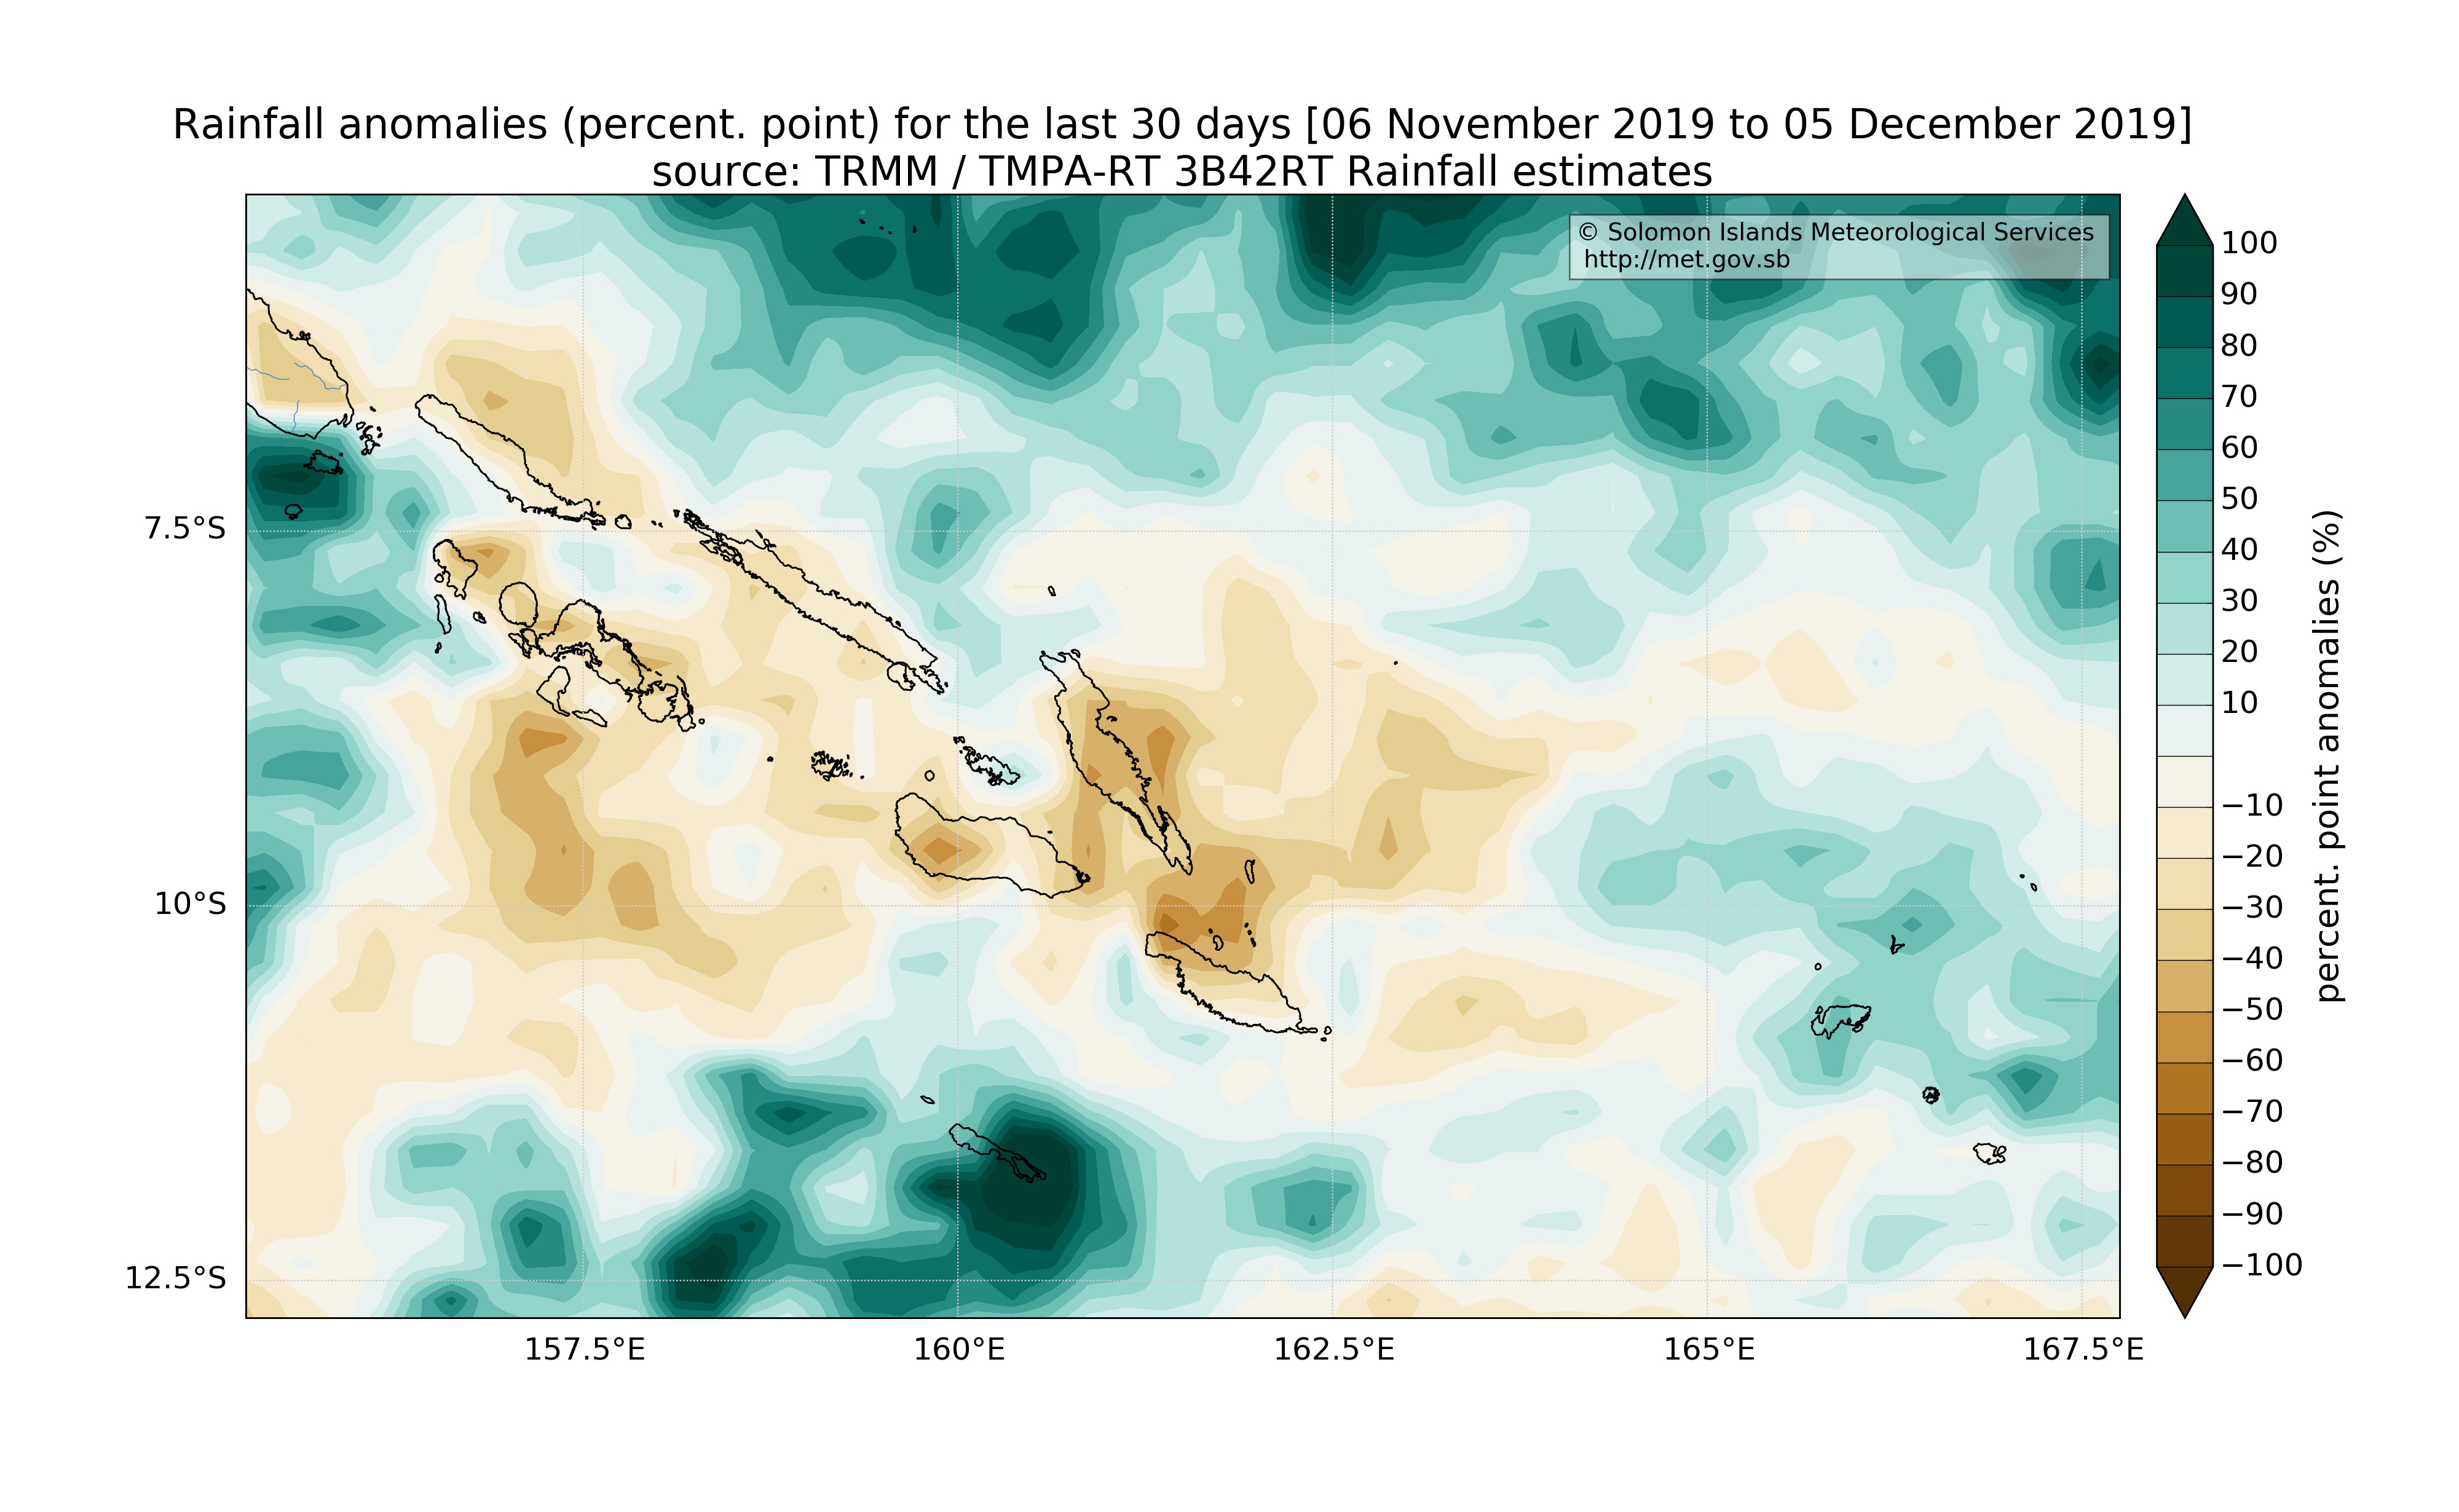 Rainfall anomalies (percent. point) for the last 30 days [06 November 2019 to 05 December 2019]
source: TRMM / TMPA-RT 3B42RT Rainfall estimates
© Solomon Islands Meteorological Services
http://met.gov.sb
7.5°S
10°S
12.5°S
157.5°E
160°E
162.5°E
165°E
167.5°E
100
90
80
70
60
50
40
30
20
10
−10
−20
−30
−40
−50
−60
−70
−80
−90
−100
percent. point anomalies (%)